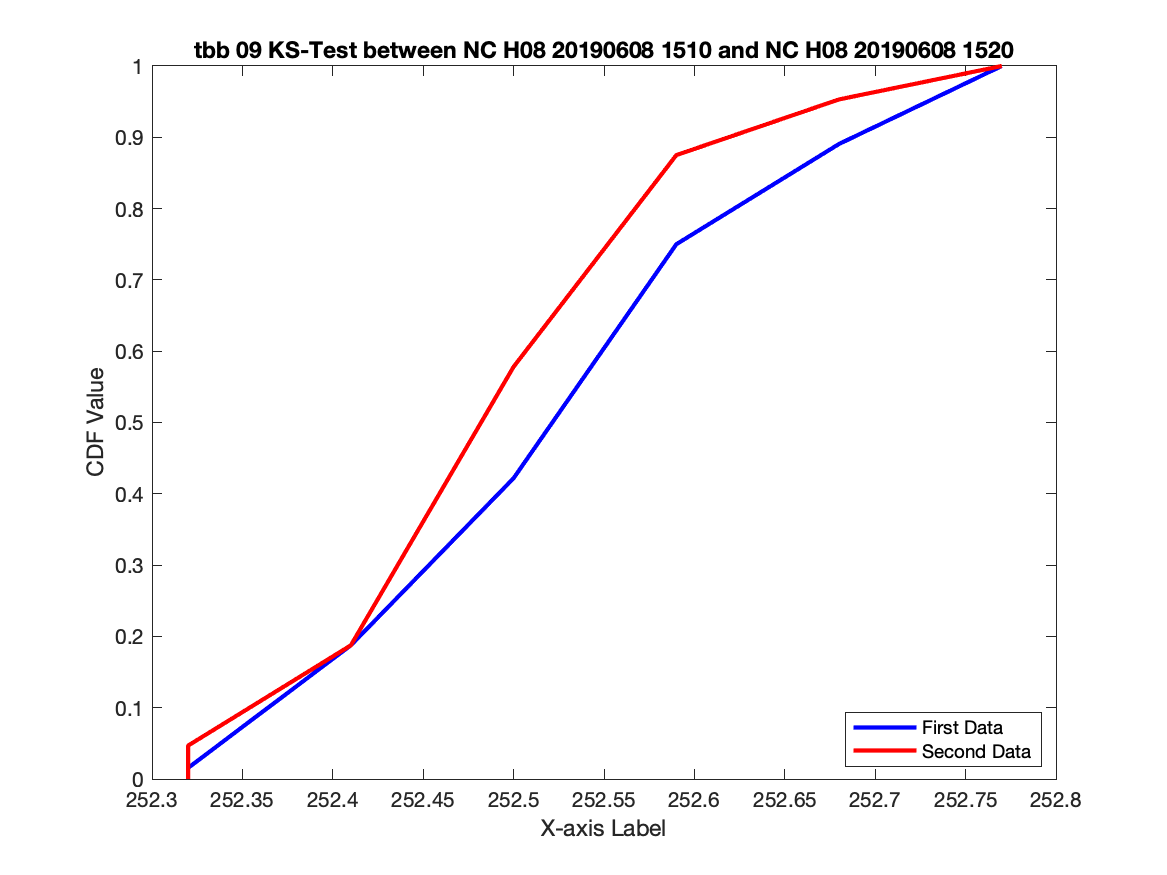 tbb 09 KS-Test between NC H08 20190608 1510 and NC H08 20190608 1520
1
0.9
0.8
0.7
0.6
0.5
0.4
0.3
0.2
0.1
0
CDF Value
First Data
Second Data
252.3 252.35 252.4 252.45 252.5 252.55 252.6 252.65 252.7 252.75 252.8
X-axis Label